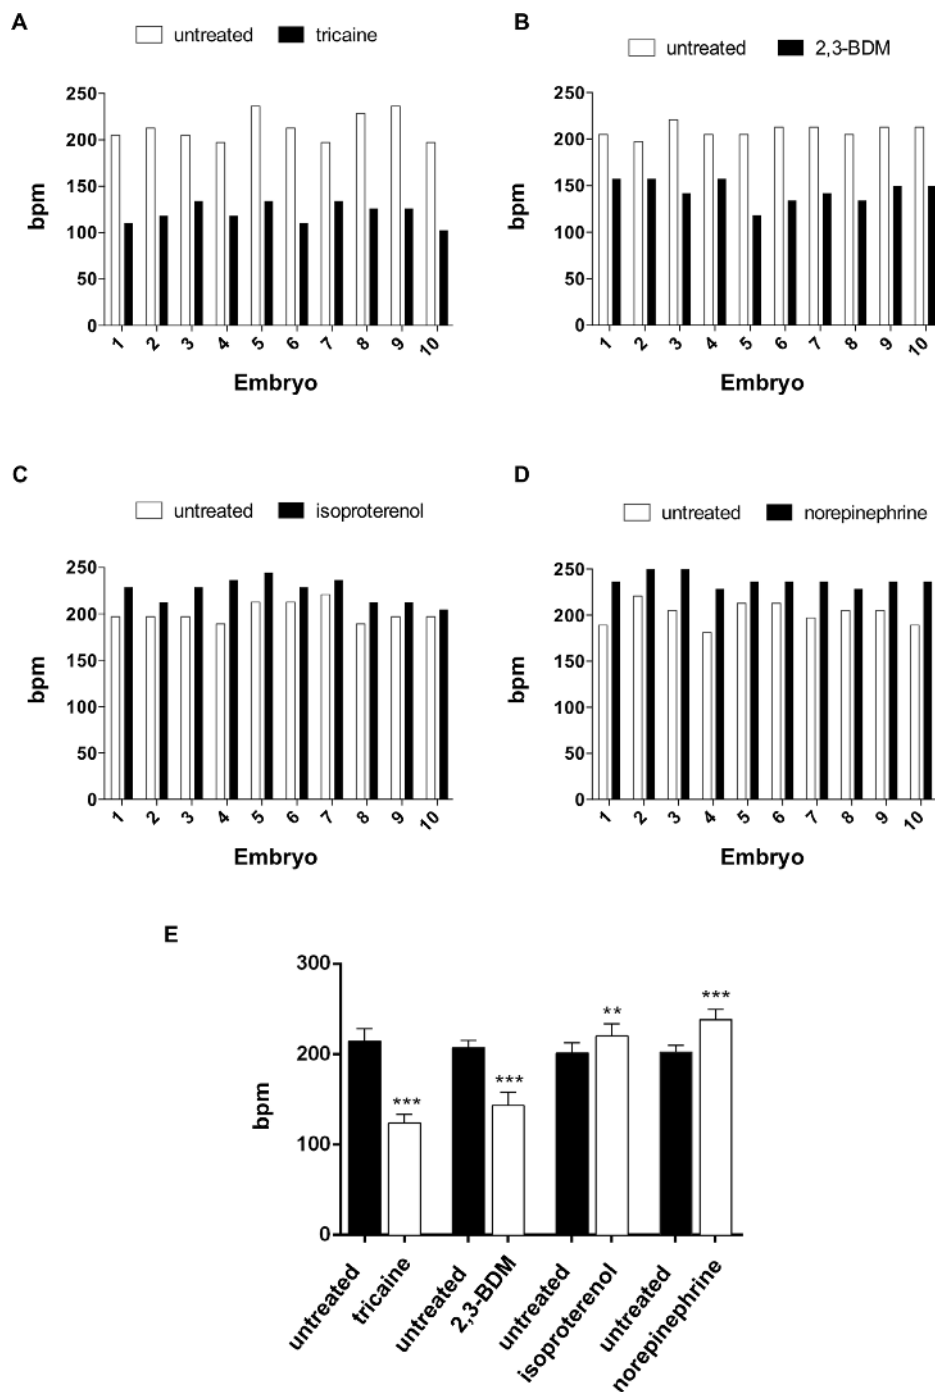 A
untreated tricaine
250
200
150
100
50
0
bpm
1 2 3 4 5 6 7 8 9 10
Embryo
B
untreated 2,3-BDM
250
200
150
100
50
0
bpm
1 2 3 4 5 6 7 8 9 10
Embryo
C
untreated isoproterenol
250
200
150
100
50
0
bpm
1 2 3 4 5 6 7 8 9 10
Embryo
D
untreated norepinephrine
250
200
150
100
50
0
bpm
1 2 3 4 5 6 7 8 9 10
Embryo
E
300
200
100
0
bpm
*** *** ** ***
untreated tricaine untreated 2,3-BDM untreated isoproterenol untreated norepinephrine